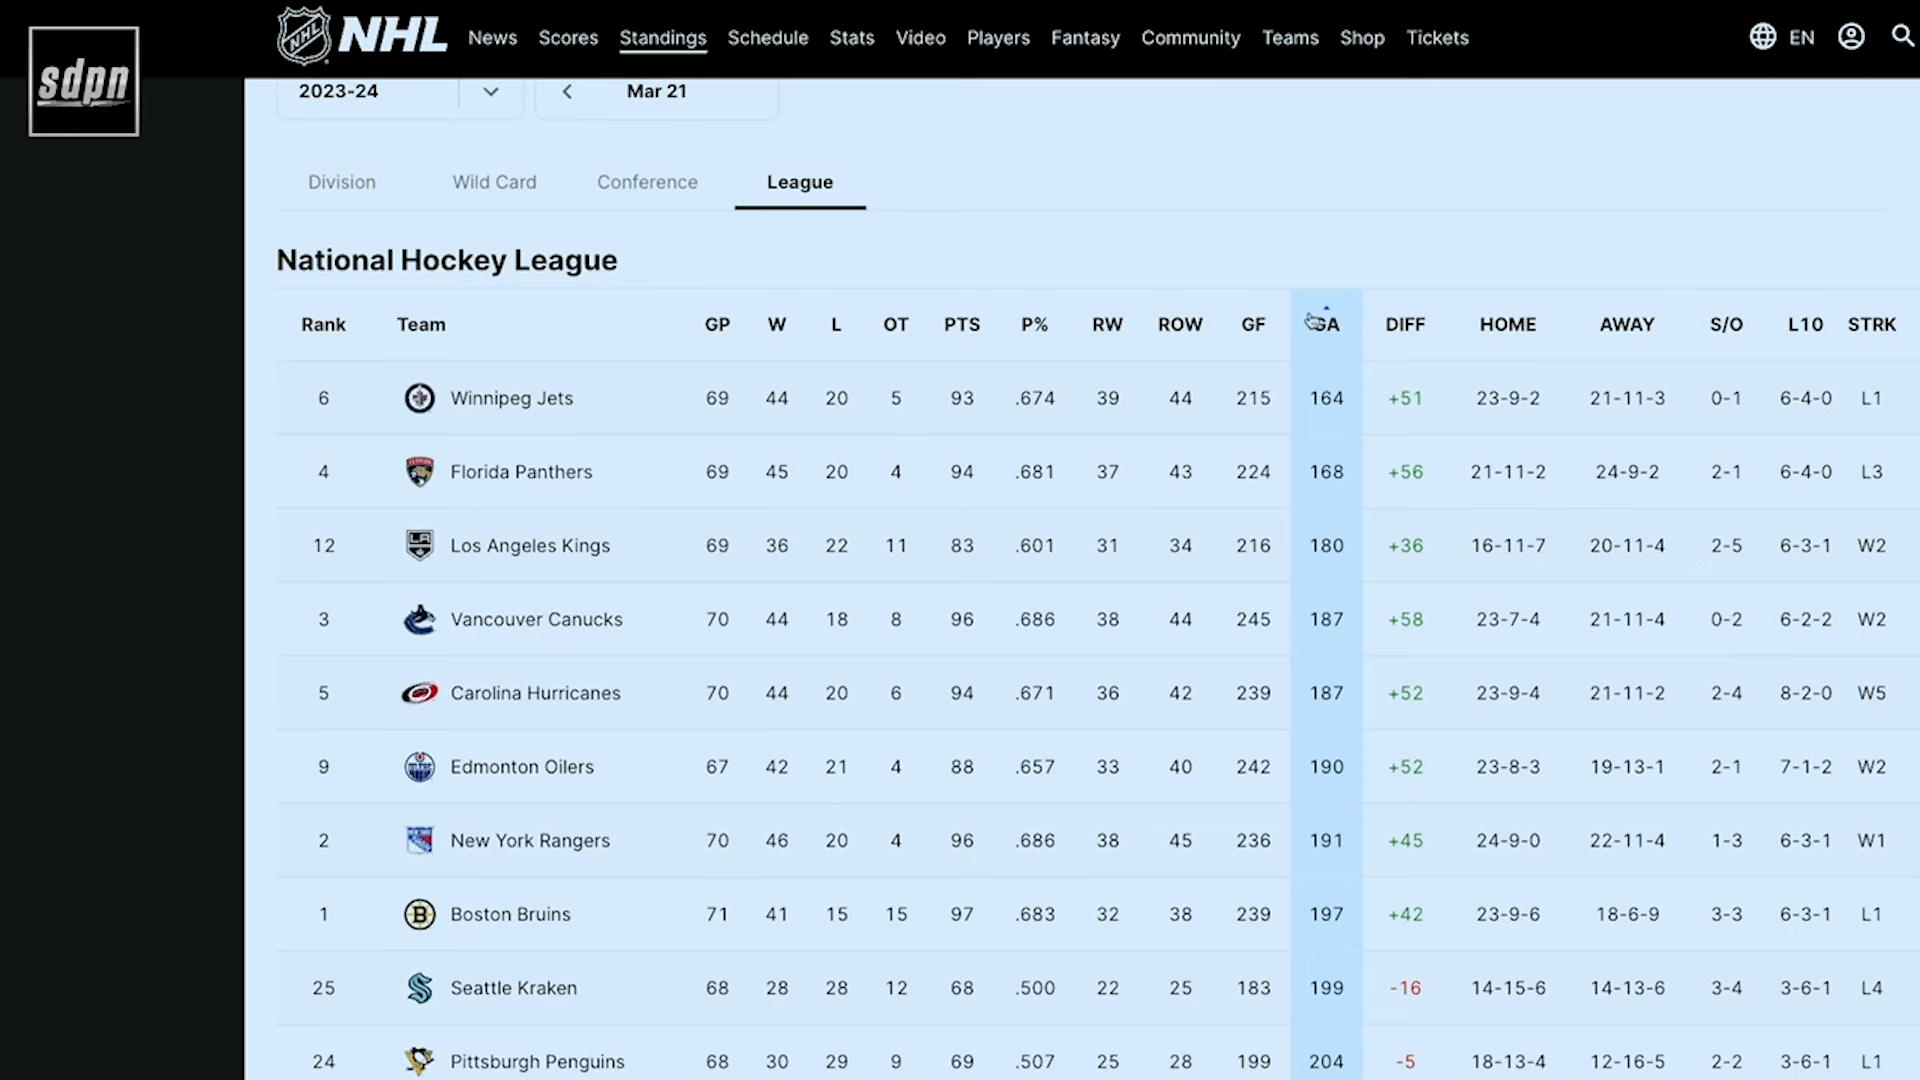 sdpn
NHL NHL News Scores Standings Schedule Stats Video Players Fantasy Community Teams Shop Tickets EN
2023-24 Mar 21
Division Wild Card Conference League
National Hockey League
Rank Team GP W L OT PTS P% RW ROW GF GA DIFF HOME AWAY S/O L10 STRK
6 Winnipeg Jets 69 44 20 5 93 .674 39 44 215 164 +51 23-9-2 21-11-3 0-1 6-4-0 L1
4 Florida Panthers 69 45 20 4 94 .681 37 43 224 168 +56 21-11-2 24-9-2 2-1 6-4-0 L3
12 Los Angeles Kings 69 36 22 11 83 .601 31 34 216 180 +36 16-11-7 20-11-4 2-5 6-3-1 W2
3 Vancouver Canucks 70 44 18 8 96 .686 38 44 245 187 +58 23-7-4 21-11-4 0-2 6-2-2 W2
5 Carolina Hurricanes 70 44 20 6 94 .671 36 42 239 187 +52 23-9-4 21-11-2 2-4 8-2-0 W5
9 Edmonton Oilers 67 42 21 4 88 .657 33 40 242 190 +52 23-8-3 19-13-1 2-1 7-1-2 W2
2 New York Rangers 70 46 20 4 96 .686 38 45 236 191 +45 24-9-0 22-11-4 1-3 6-3-1 W1
1 Boston Bruins 71 41 15 15 97 .683 32 38 239 197 +42 23-9-6 18-6-9 3-3 6-3-1 L1
25 Seattle Kraken 68 28 28 12 68 .500 22 25 183 199 -16 14-15-6 14-13-6 3-4 3-6-1 L4
24 Pittsburgh Penguins 68 30 29 9 69 .507 25 28 199 204 -5 18-13-4 12-16-5 2-2 3-6-1 L1